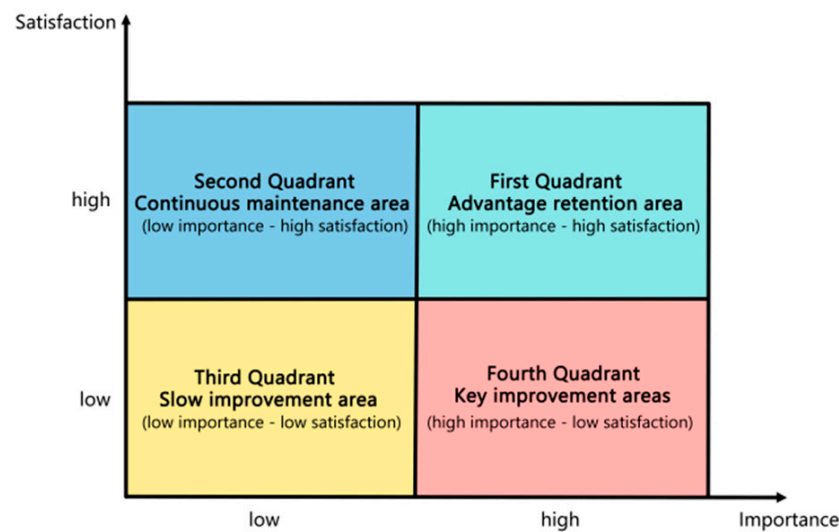 Satisfaction
high
Second Quadrant
Continuous maintenance area
(low importance - high satisfaction)
First Quadrant
Advantage retention area
(high importance - high satisfaction)
low
Third Quadrant
Slow improvement area
(low importance - low satisfaction)
Fourth Quadrant
Key improvement areas
(high importance - low satisfaction)
low
high
Importance